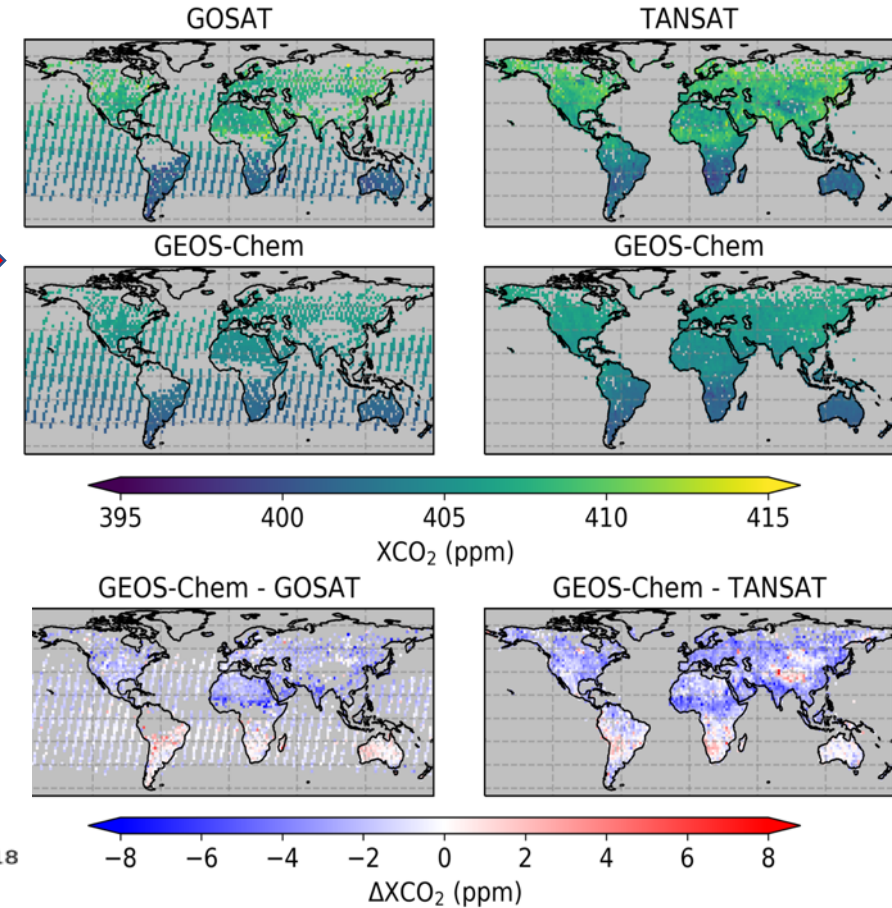 GOSAT TANSAT
GEOS-Chem GEOS-Chem
395 400 405 410 415
XCO₂ (ppm)
GEOS-Chem - GOSAT GEOS-Chem - TANSAT
18
−8 −6 −4 −2 0 2 4 6 8
ΔXCO₂ (ppm)